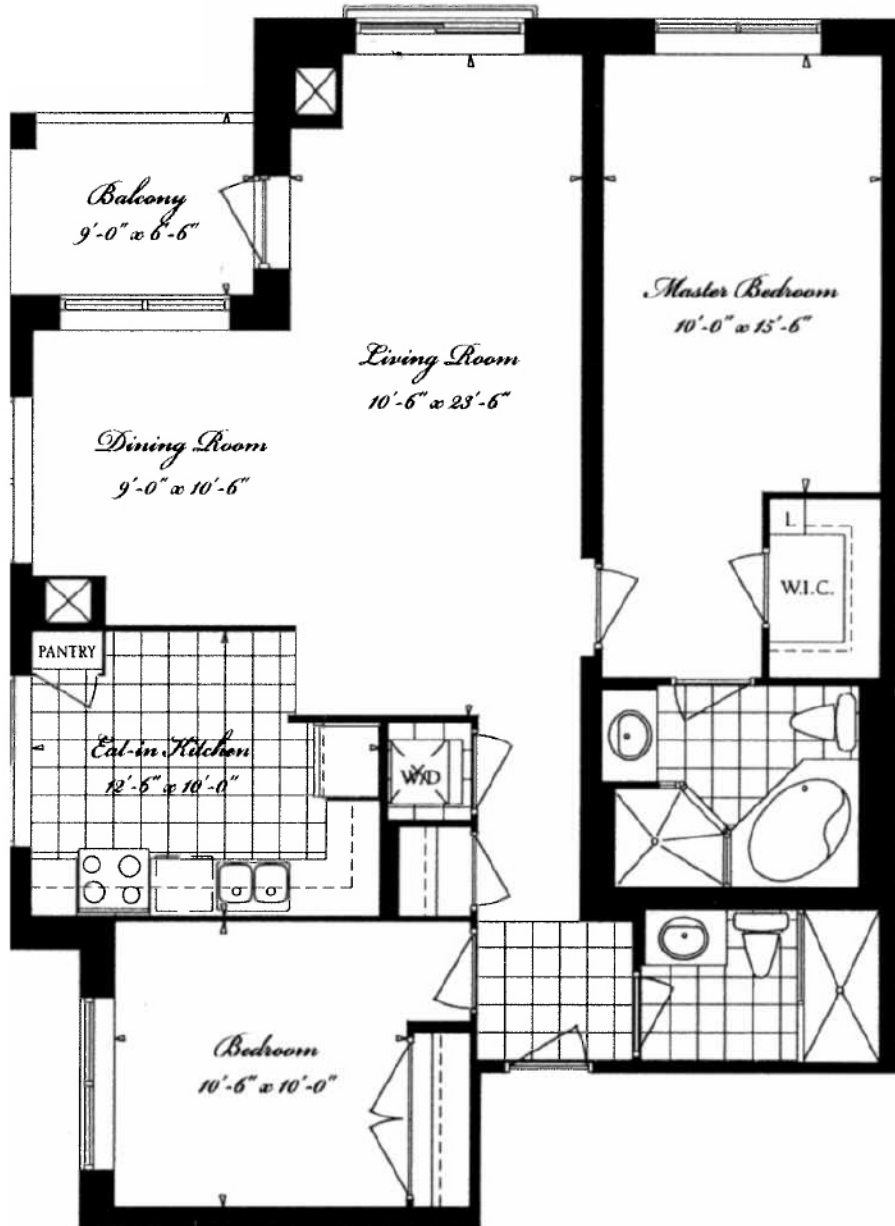 Balcony
9'-0" x 6'-6"
Master Bedroom
10'-0" x 15'-6"
Living Room
10'-6" x 23'-6"
Dining Room
9'-0" x 10'-6"
L
W.I.C.
PANTRY
Eat-in Kitchen
12'-6" x 10'-0"
W/D
Bedroom
10'-6" x 10'-0"